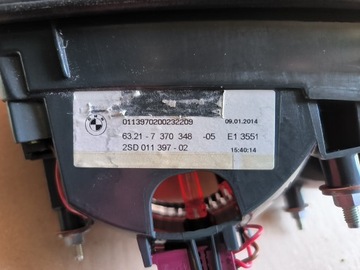 0113970200232209 09.01.2014
63.21 - 7 370 348 -05 E1 3551
2SD 011 397 - 02 15:40:14